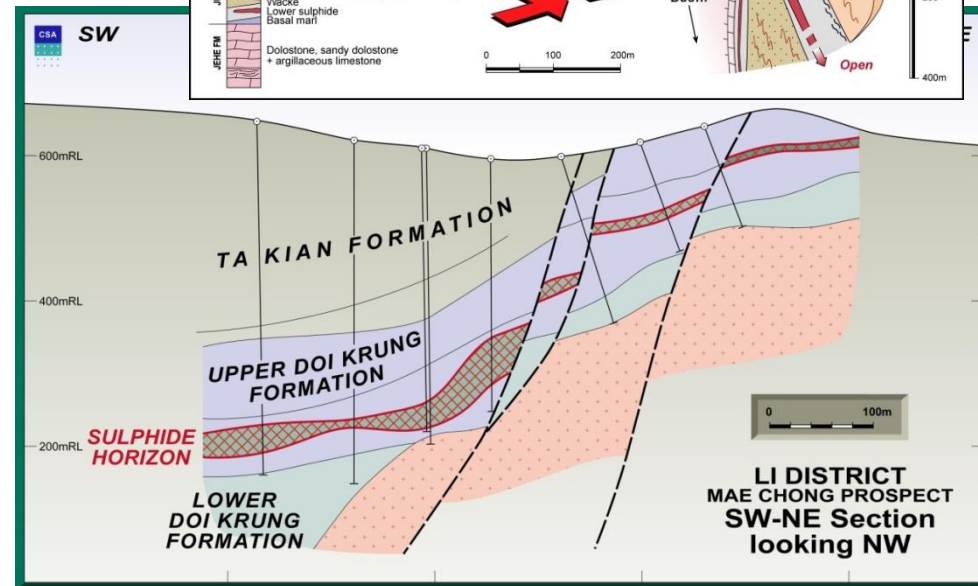 Wacke
Lower sulphide
Basal marl
JEHE FM
Dolostone, sandy dolostone
+ argillaceous limestone
0 100 200m
Open
400m
CSA
SW
600mRL
400mRL
200mRL
TA KIAN FORMATION
UPPER DOI KRUNG
FORMATION
SULPHIDE
HORIZON
LOWER
DOI KRUNG
FORMATION
0 100m
LI DISTRICT
MAE CHONG PROSPECT
SW-NE Section
looking NW